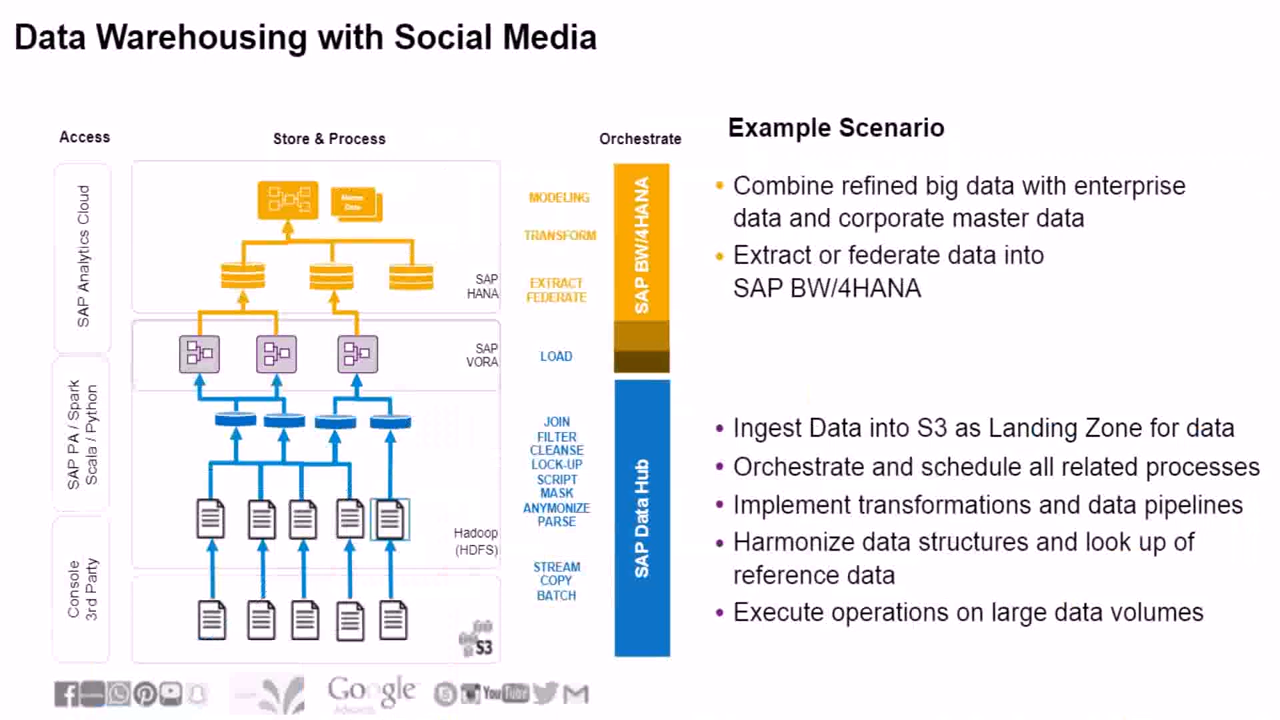 Data Warehousing with Social Media
Access
Store & Process
Orchestrate
Example Scenario
SAP Analytics Cloud
SAP PA / Spark
Scala / Python
Console
3rd Party
SAP
HANA
SAP
VORA
Hadoop
(HDFS)
S3
MODELING
TRANSFORM
EXTRACT
FEDERATE
LOAD
JOIN
FILTER
CLEANSE
LOCK-UP
SCRIPT
MASK
ANYMONIZE
PARSE
STREAM
COPY
BATCH
SAP BW/4HANA
SAP Data Hub
• Combine refined big data with enterprise
data and corporate master data
• Extract or federate data into
SAP BW/4HANA
• Ingest Data into S3 as Landing Zone for data
• Orchestrate and schedule all related processes
• Implement transformations and data pipelines
• Harmonize data structures and look up of
reference data
• Execute operations on large data volumes
Google
YouTube